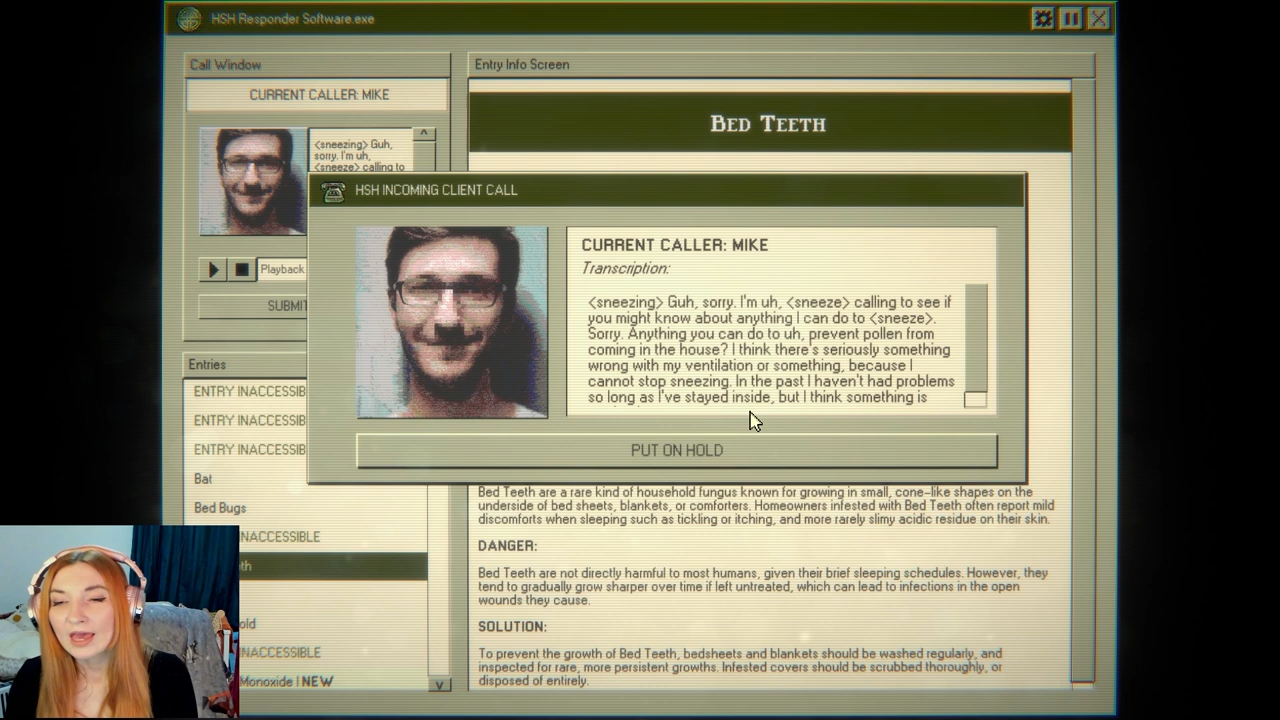 HSH Responder Software.exe
Call Window
CURRENT CALLER: MIKE
<sneezing> Guh,
sorry. I'm uh,
<sneeze> calling to
Playback
SUBMI
Entries
ENTRY INACCESSIB
ENTRY INACCESSIB
ENTRY INACCESSIB
Bat
Bed Bugs
INACCESSIBLE
eth
old
INACCESSIBLE
Monoxide | NEW
Entry Info Screen
BED TEETH
HSH INCOMING CLIENT CALL
CURRENT CALLER: MIKE
Transcription:
<sneezing> Guh, sorry. I'm uh, <sneeze> calling to see if
you might know about anything I can do to <sneeze>.
Sorry. Anything you can do to uh, prevent pollen from
coming in the house? I think there's seriously something
wrong with my ventilation or something, because I
cannot stop sneezing. In the past I haven't had problems
so long as I've stayed inside, but I think something is
PUT ON HOLD
Bed Teeth are a rare kind of household fungus known for growing in small, cone-like shapes on the
underside of bed sheets, blankets, or comforters. Homeowners infested with Bed Teeth often report mild
discomforts when sleeping such as tickling or itching, and more rarely slimy acidic residue on their skin.
DANGER:
Bed Teeth are not directly harmful to most humans, given their brief sleeping schedules. However, they
tend to gradually grow sharper over time if left untreated, which can lead to infections in the open
wounds they cause.
SOLUTION:
To prevent the growth of Bed Teeth, bedsheets and blankets should be washed regularly, and
inspected for rare, more persistent growths. Infested covers should be scrubbed thoroughly, or
disposed of entirely.